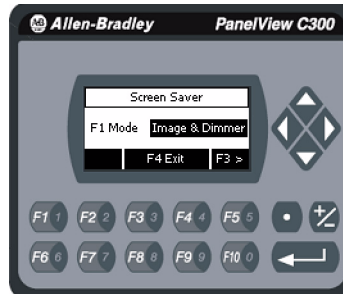 AB Allen-Bradley PanelView C300
Screen Saver
F1 Mode Image & Dimmer
F4 Exit F3 >
F1 1 F2 2 F3 3 F4 4 F5 5 • +/-
F6 6 F7 7 F8 8 F9 9 F10 0